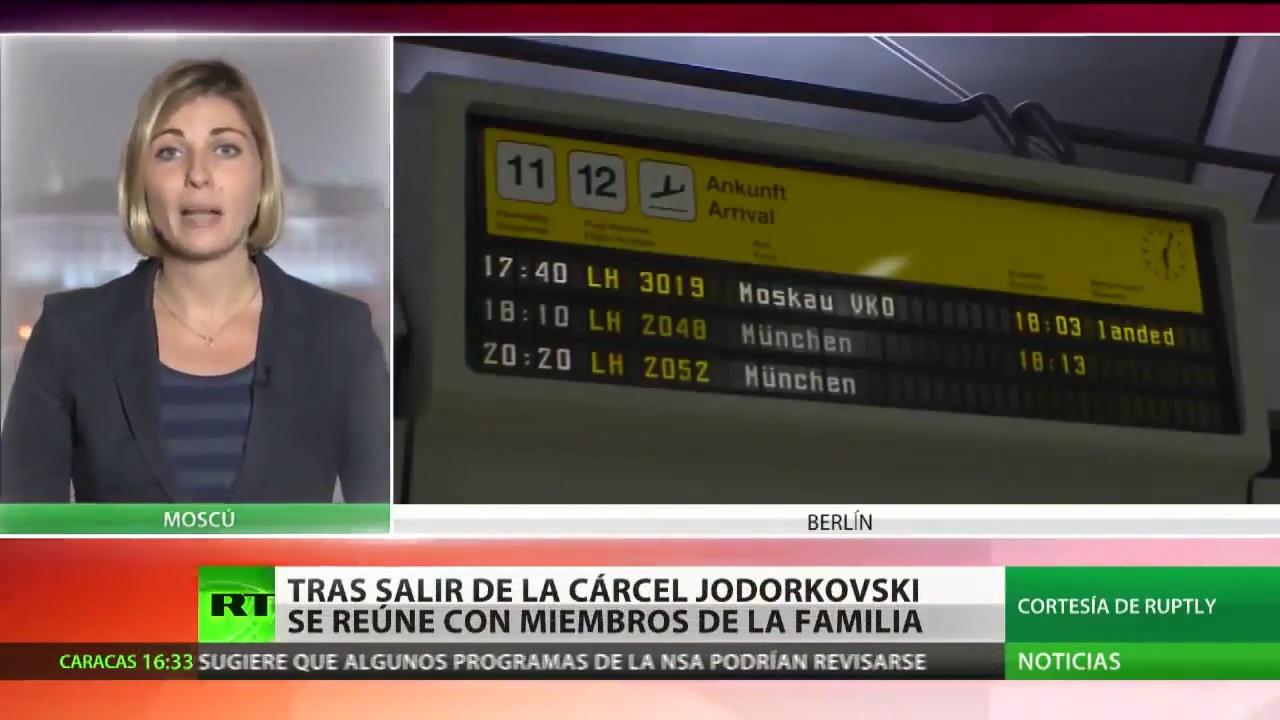 11 12 Ankunft
Arrival
17:40 LH 3019 Moskau VKO 18:03 landed
18:10 LH 2048 München 18:13
20:20 LH 2052 München
MOSCÚ
BERLÍN
RT
TRAS SALIR DE LA CÁRCEL JODORKOVSKI
SE REÚNE CON MIEMBROS DE LA FAMILIA
CORTESÍA DE RUPTLY
CARACAS 16:33 SUGIERE QUE ALGUNOS PROGRAMAS DE LA NSA PODRÍAN REVISARSE
NOTICIAS